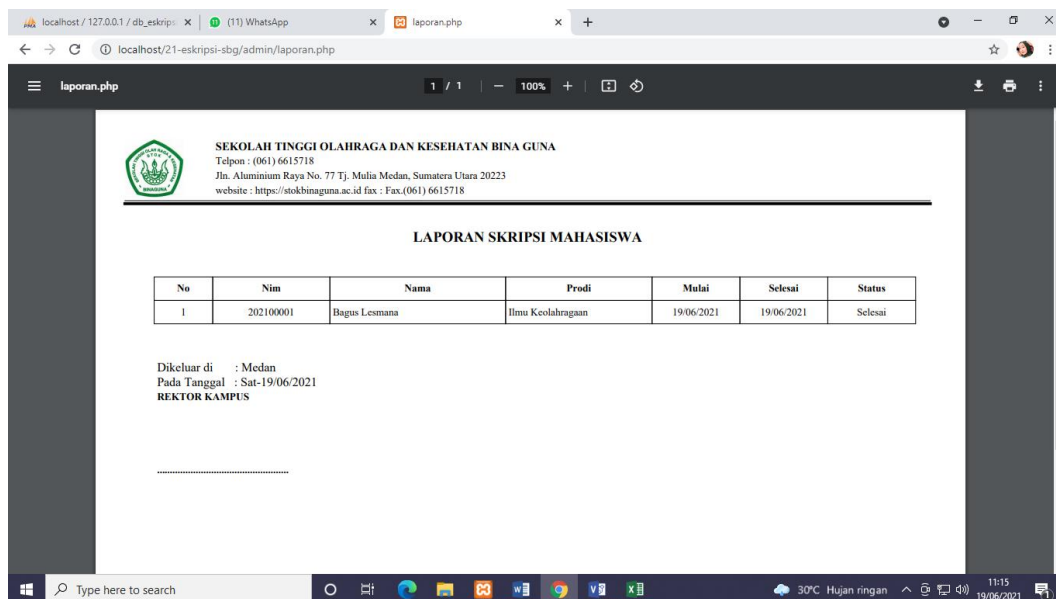 localhost / 127.0.0.1 / db_eskrips
(11) WhatsApp
laporan.php
localhost/21-eskripsi-sbg/admin/laporan.php
laporan.php
1 / 1
100%
SEKOLAH TINGGI OLAHRAGA DAN KESEHATAN BINA GUNA
Telpon : (061) 6615718
Jln. Aluminium Raya No. 77 Tj. Mulia Medan, Sumatera Utara 20223
website : https://stokbinaguna.ac.id fax : Fax.(061) 6615718
STOK
BINAGUNA
LAPORAN SKRIPSI MAHASISWA
No Nim Nama Prodi Mulai Selesai Status
1 202100001 Bagus Lesmana Ilmu Keolahragaan 19/06/2021 19/06/2021 Selesai
Dikeluar di : Medan
Pada Tanggal : Sat-19/06/2021
REKTOR KAMPUS
..................................................
Type here to search
30°C Hujan ringan
11:15
19/06/2021